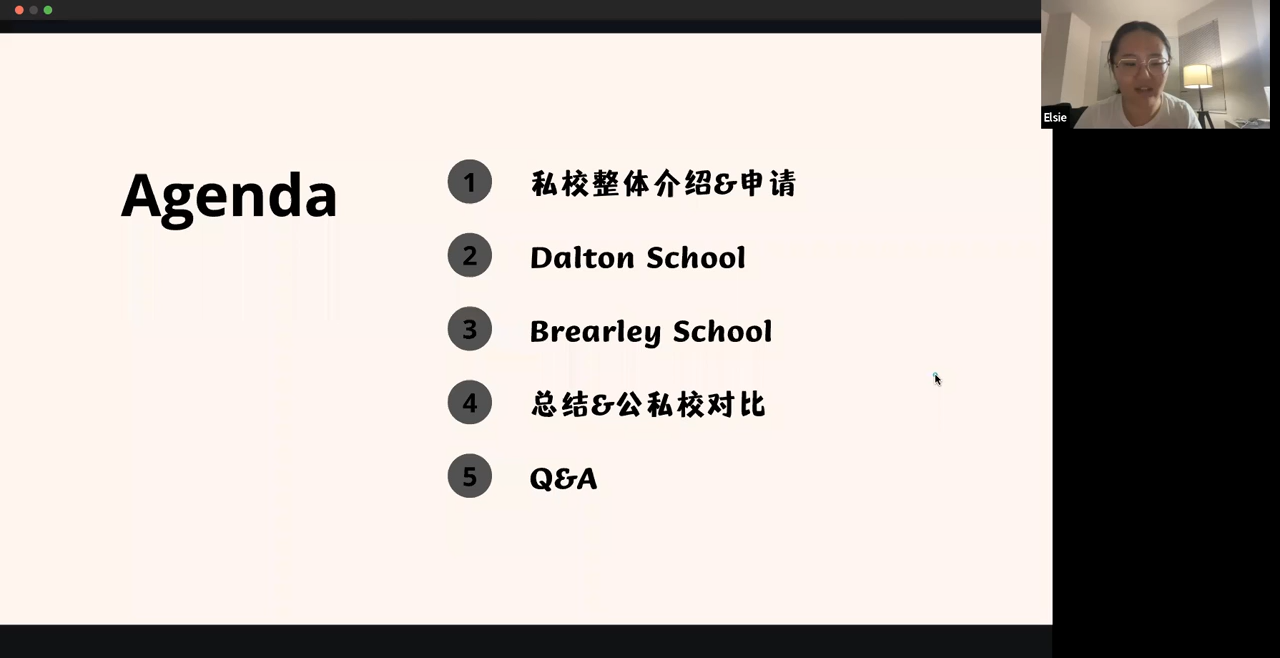 Agenda
1 私校整体介绍&申请
2 Dalton School
3 Brearley School
4 总结&公私校对比
5 Q&A
Elsie